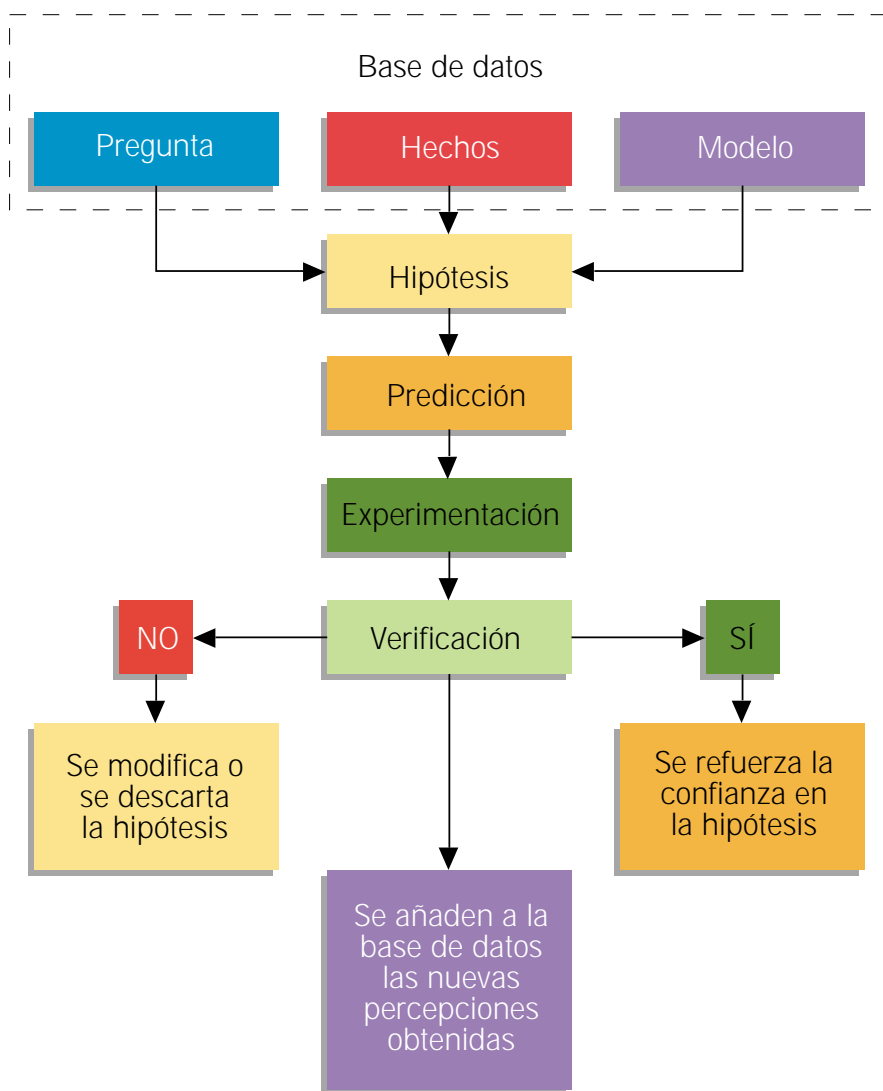 Base de datos
Pregunta
Hechos
Modelo
Hipótesis
Predicción
Experimentación
NO
Verificación
SÍ
Se modifica o
se descarta
la hipótesis
Se refuerza la
confianza en
la hipótesis
Se añaden a la
base de datos
las nuevas
percepciones
obtenidas